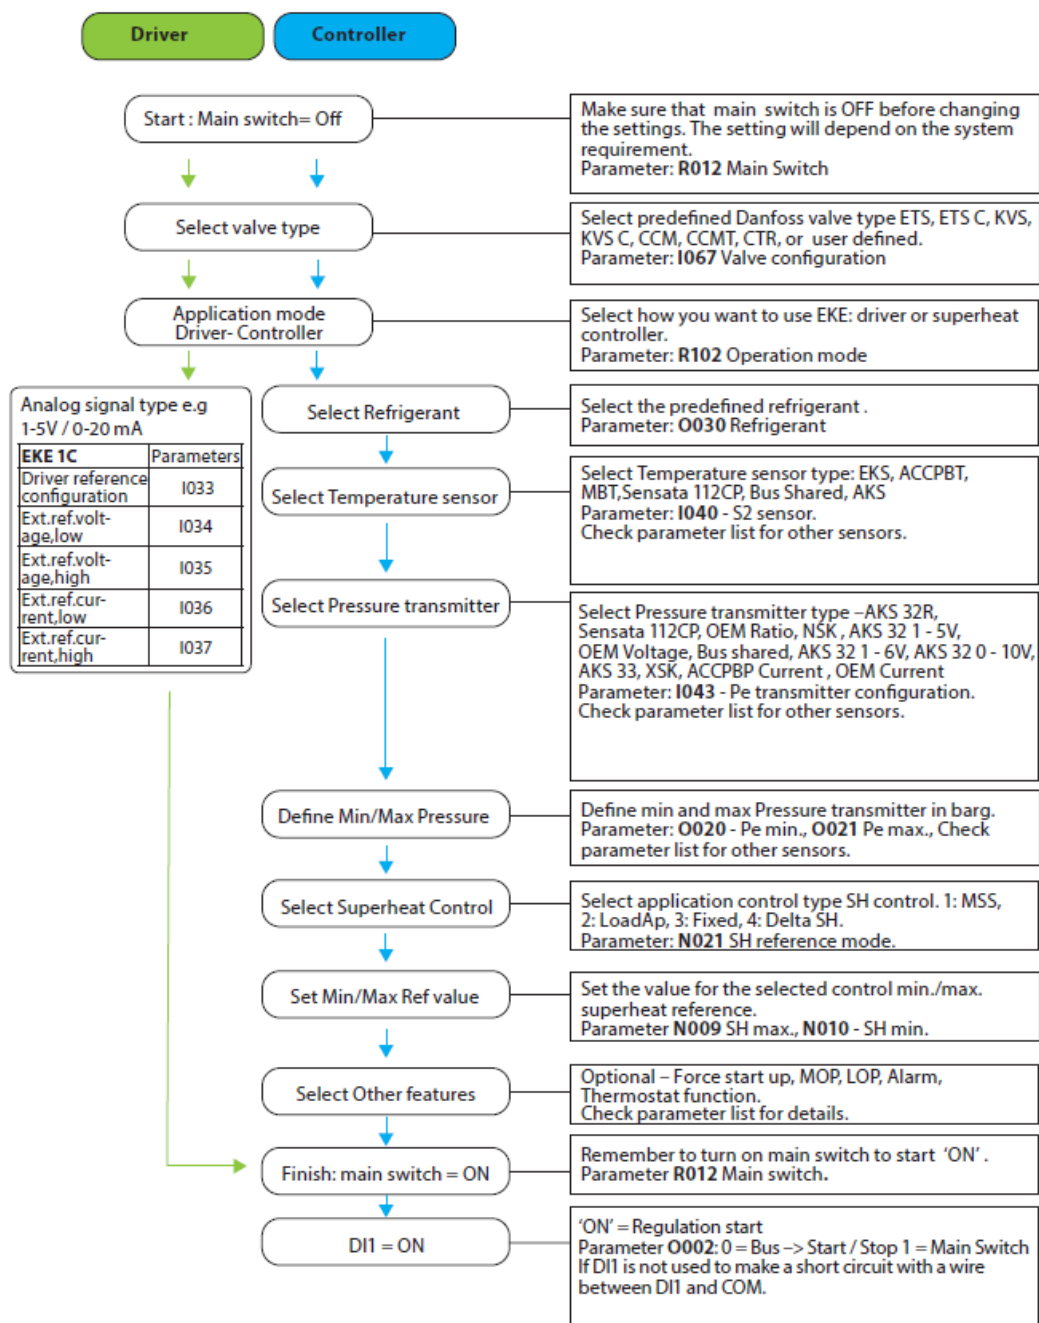 Driver
Controller
Start : Main switch= Off
Make sure that main switch is OFF before changing
the settings. The setting will depend on the system
requirement.
Parameter: R012 Main Switch
Select valve type
Select predefined Danfoss valve type ETS, ETS C, KVS,
KVS C, CCM, CCMT, CTR, or user defined.
Parameter: I067 Valve configuration
Application mode
Driver- Controller
Select how you want to use EKE: driver or superheat
controller.
Parameter: R102 Operation mode
Analog signal type e.g
1-5V / 0-20 mA
EKE 1C Parameters
Driver reference
configuration I033
Ext.ref.volt-
age,low I034
Ext.ref.volt-
age,high I035
Ext.ref.cur-
rent,low I036
Ext.ref.cur-
rent,high I037
Select Refrigerant
Select the predefined refrigerant .
Parameter: O030 Refrigerant
Select Temperature sensor
Select Temperature sensor type: EKS, ACCPBT,
MBT,Sensata 112CP, Bus Shared, AKS
Parameter: I040 - S2 sensor.
Check parameter list for other sensors.
Select Pressure transmitter
Select Pressure transmitter type –AKS 32R,
Sensata 112CP, OEM Ratio, NSK , AKS 32 1 - 5V,
OEM Voltage, Bus shared, AKS 32 1 - 6V, AKS 32 0 - 10V,
AKS 33, XSK, ACCPBP Current , OEM Current
Parameter: I043 - Pe transmitter configuration.
Check parameter list for other sensors.
Define Min/Max Pressure
Define min and max Pressure transmitter in barg.
Parameter: O020 - Pe min., O021 Pe max., Check
parameter list for other sensors.
Select Superheat Control
Select application control type SH control. 1: MSS,
2: LoadAp, 3: Fixed, 4: Delta SH.
Parameter: N021 SH reference mode.
Set Min/Max Ref value
Set the value for the selected control min./max.
superheat reference.
Parameter N009 SH max., N010 - SH min.
Select Other features
Optional – Force start up, MOP, LOP, Alarm,
Thermostat function.
Check parameter list for details.
Finish: main switch = ON
Remember to turn on main switch to start ‘ON’ .
Parameter R012 Main switch.
DI1 = ON
‘ON’ = Regulation start
Parameter O002: 0 = Bus –> Start / Stop 1 = Main Switch
If DI1 is not used to make a short circuit with a wire
between DI1 and COM.